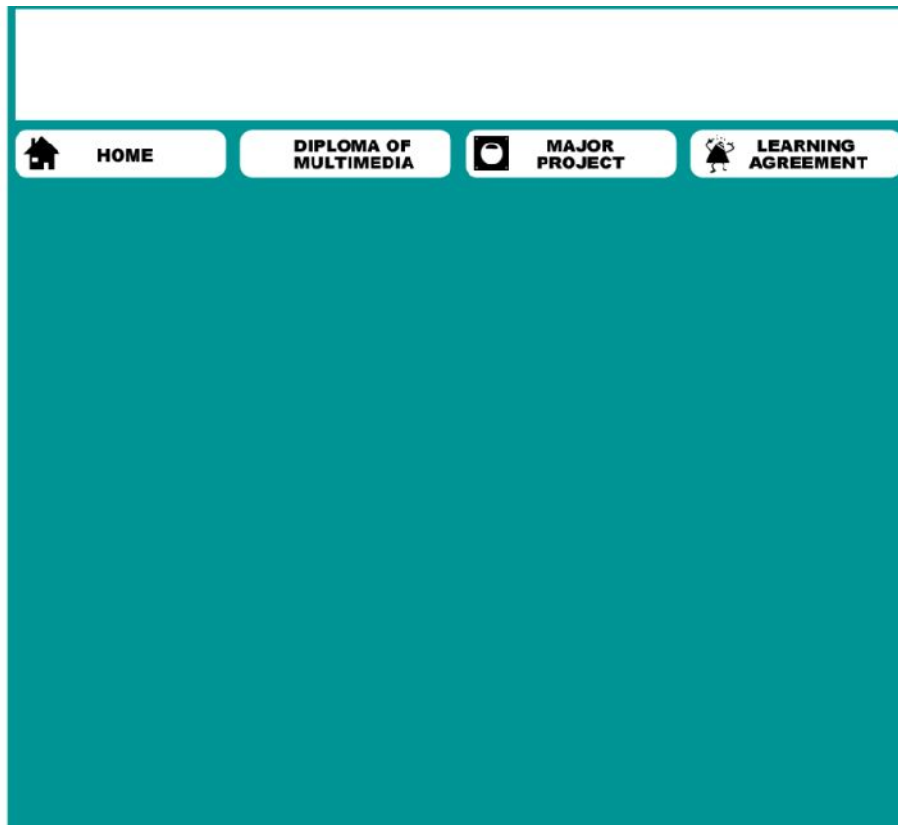 HOME
DIPLOMA OF
MULTIMEDIA
MAJOR
PROJECT
LEARNING
AGREEMENT